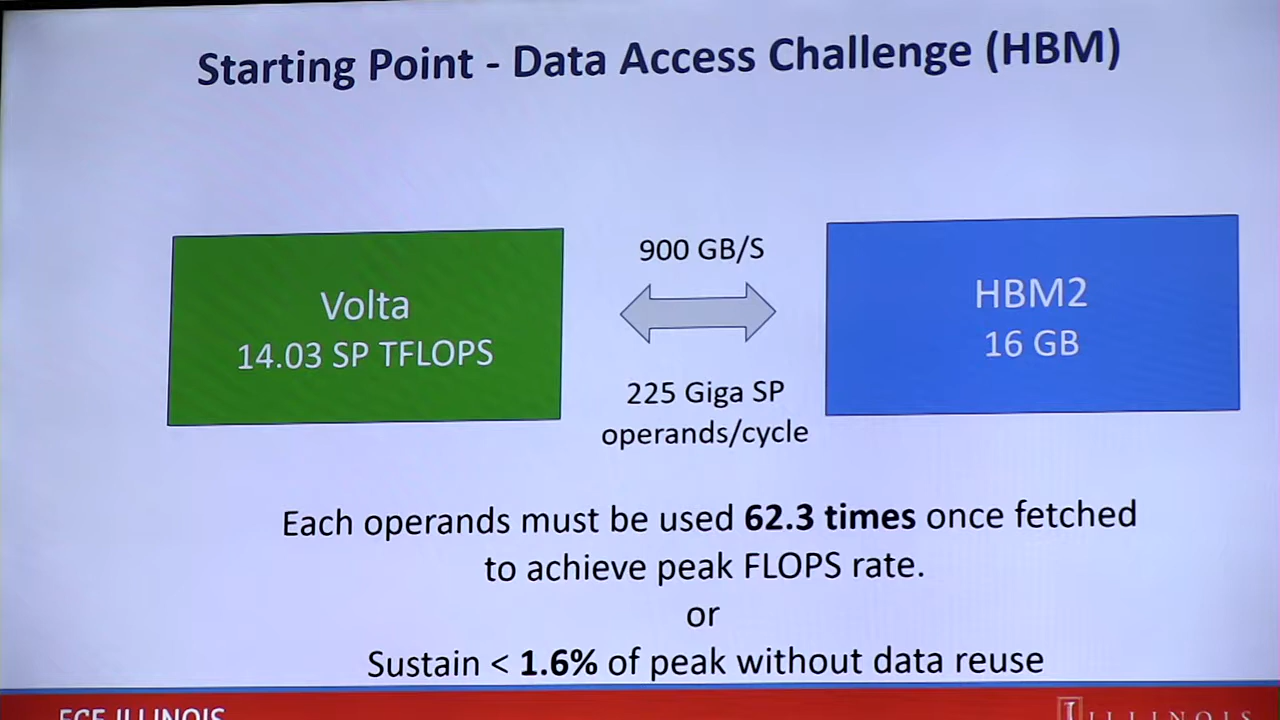 Starting Point - Data Access Challenge (HBM)
900 GB/S
Volta
14.03 SP TFLOPS
HBM2
16 GB
225 Giga SP
operands/cycle
Each operands must be used 62.3 times once fetched
to achieve peak FLOPS rate.
or
Sustain < 1.6% of peak without data reuse
ECE ILLINOIS
ILLINOIS